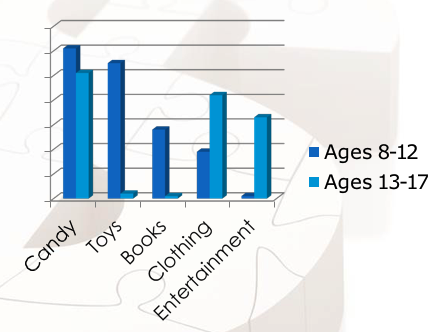 Ages 8-12
Ages 13-17
Candy
Toys
Books
Clothing
Entertainment